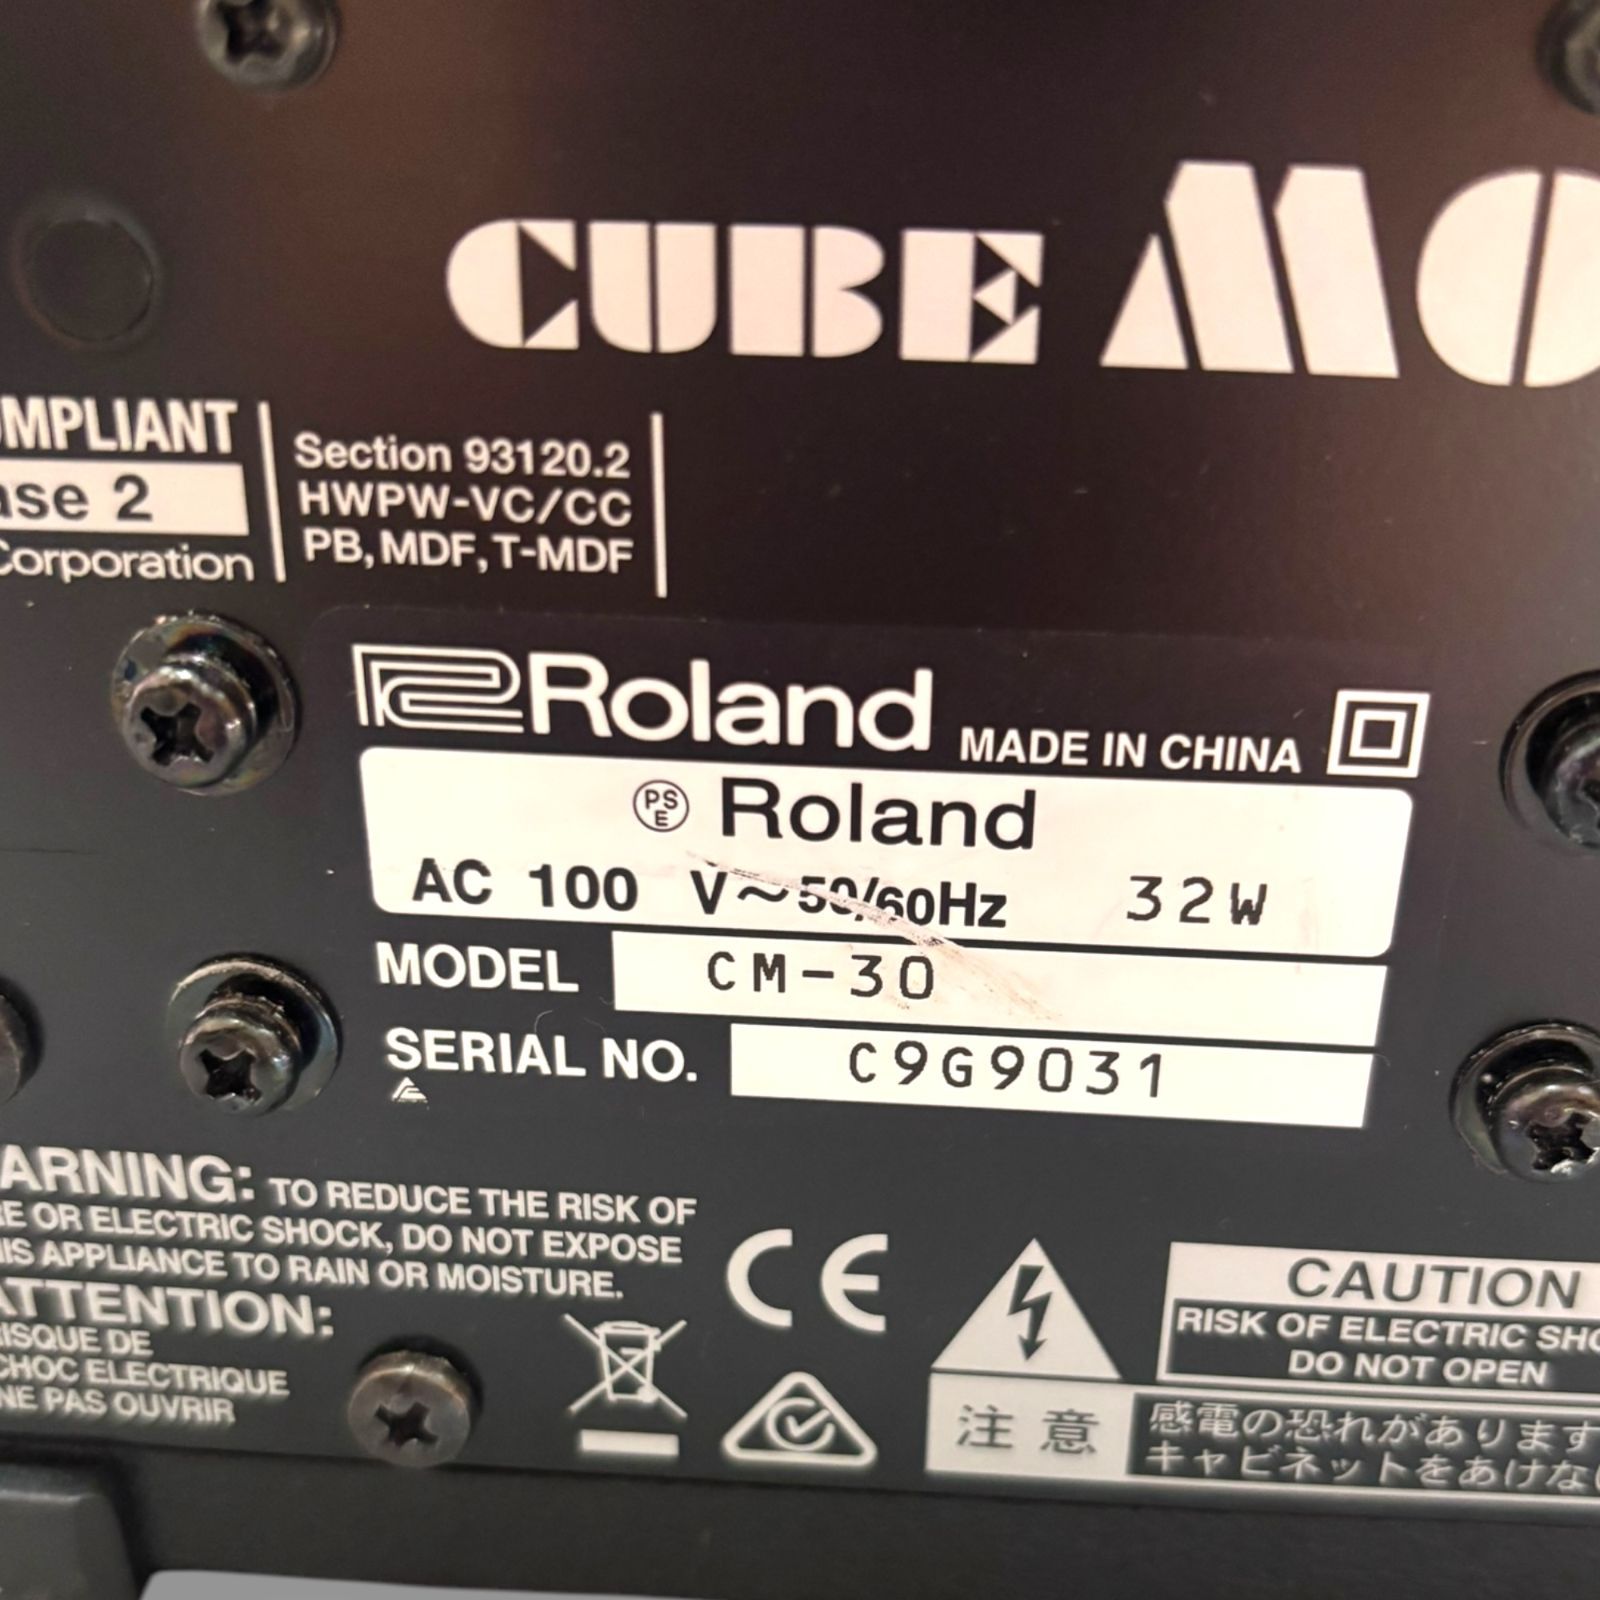 CUBE MO
OMPLIANT
ase 2
Corporation
Section 93120.2
HWPW-VC/CC
PB, MDF, T-MDF
Roland MADE IN CHINA
PSE Roland
AC 100 V~50/60Hz 32W
MODEL CM-30
SERIAL NO. C9G9031
ARNING: TO REDUCE THE RISK OF
RE OR ELECTRIC SHOCK, DO NOT EXPOSE
IS APPLIANCE TO RAIN OR MOISTURE.
ATTENTION:
RISQUE DE
CHOC ELECTRIQUE
NE PAS OUVRIR
CE
CAUTION
RISK OF ELECTRIC SHO
DO NOT OPEN
注意
感電の恐れがあります
キャビネットをあけな